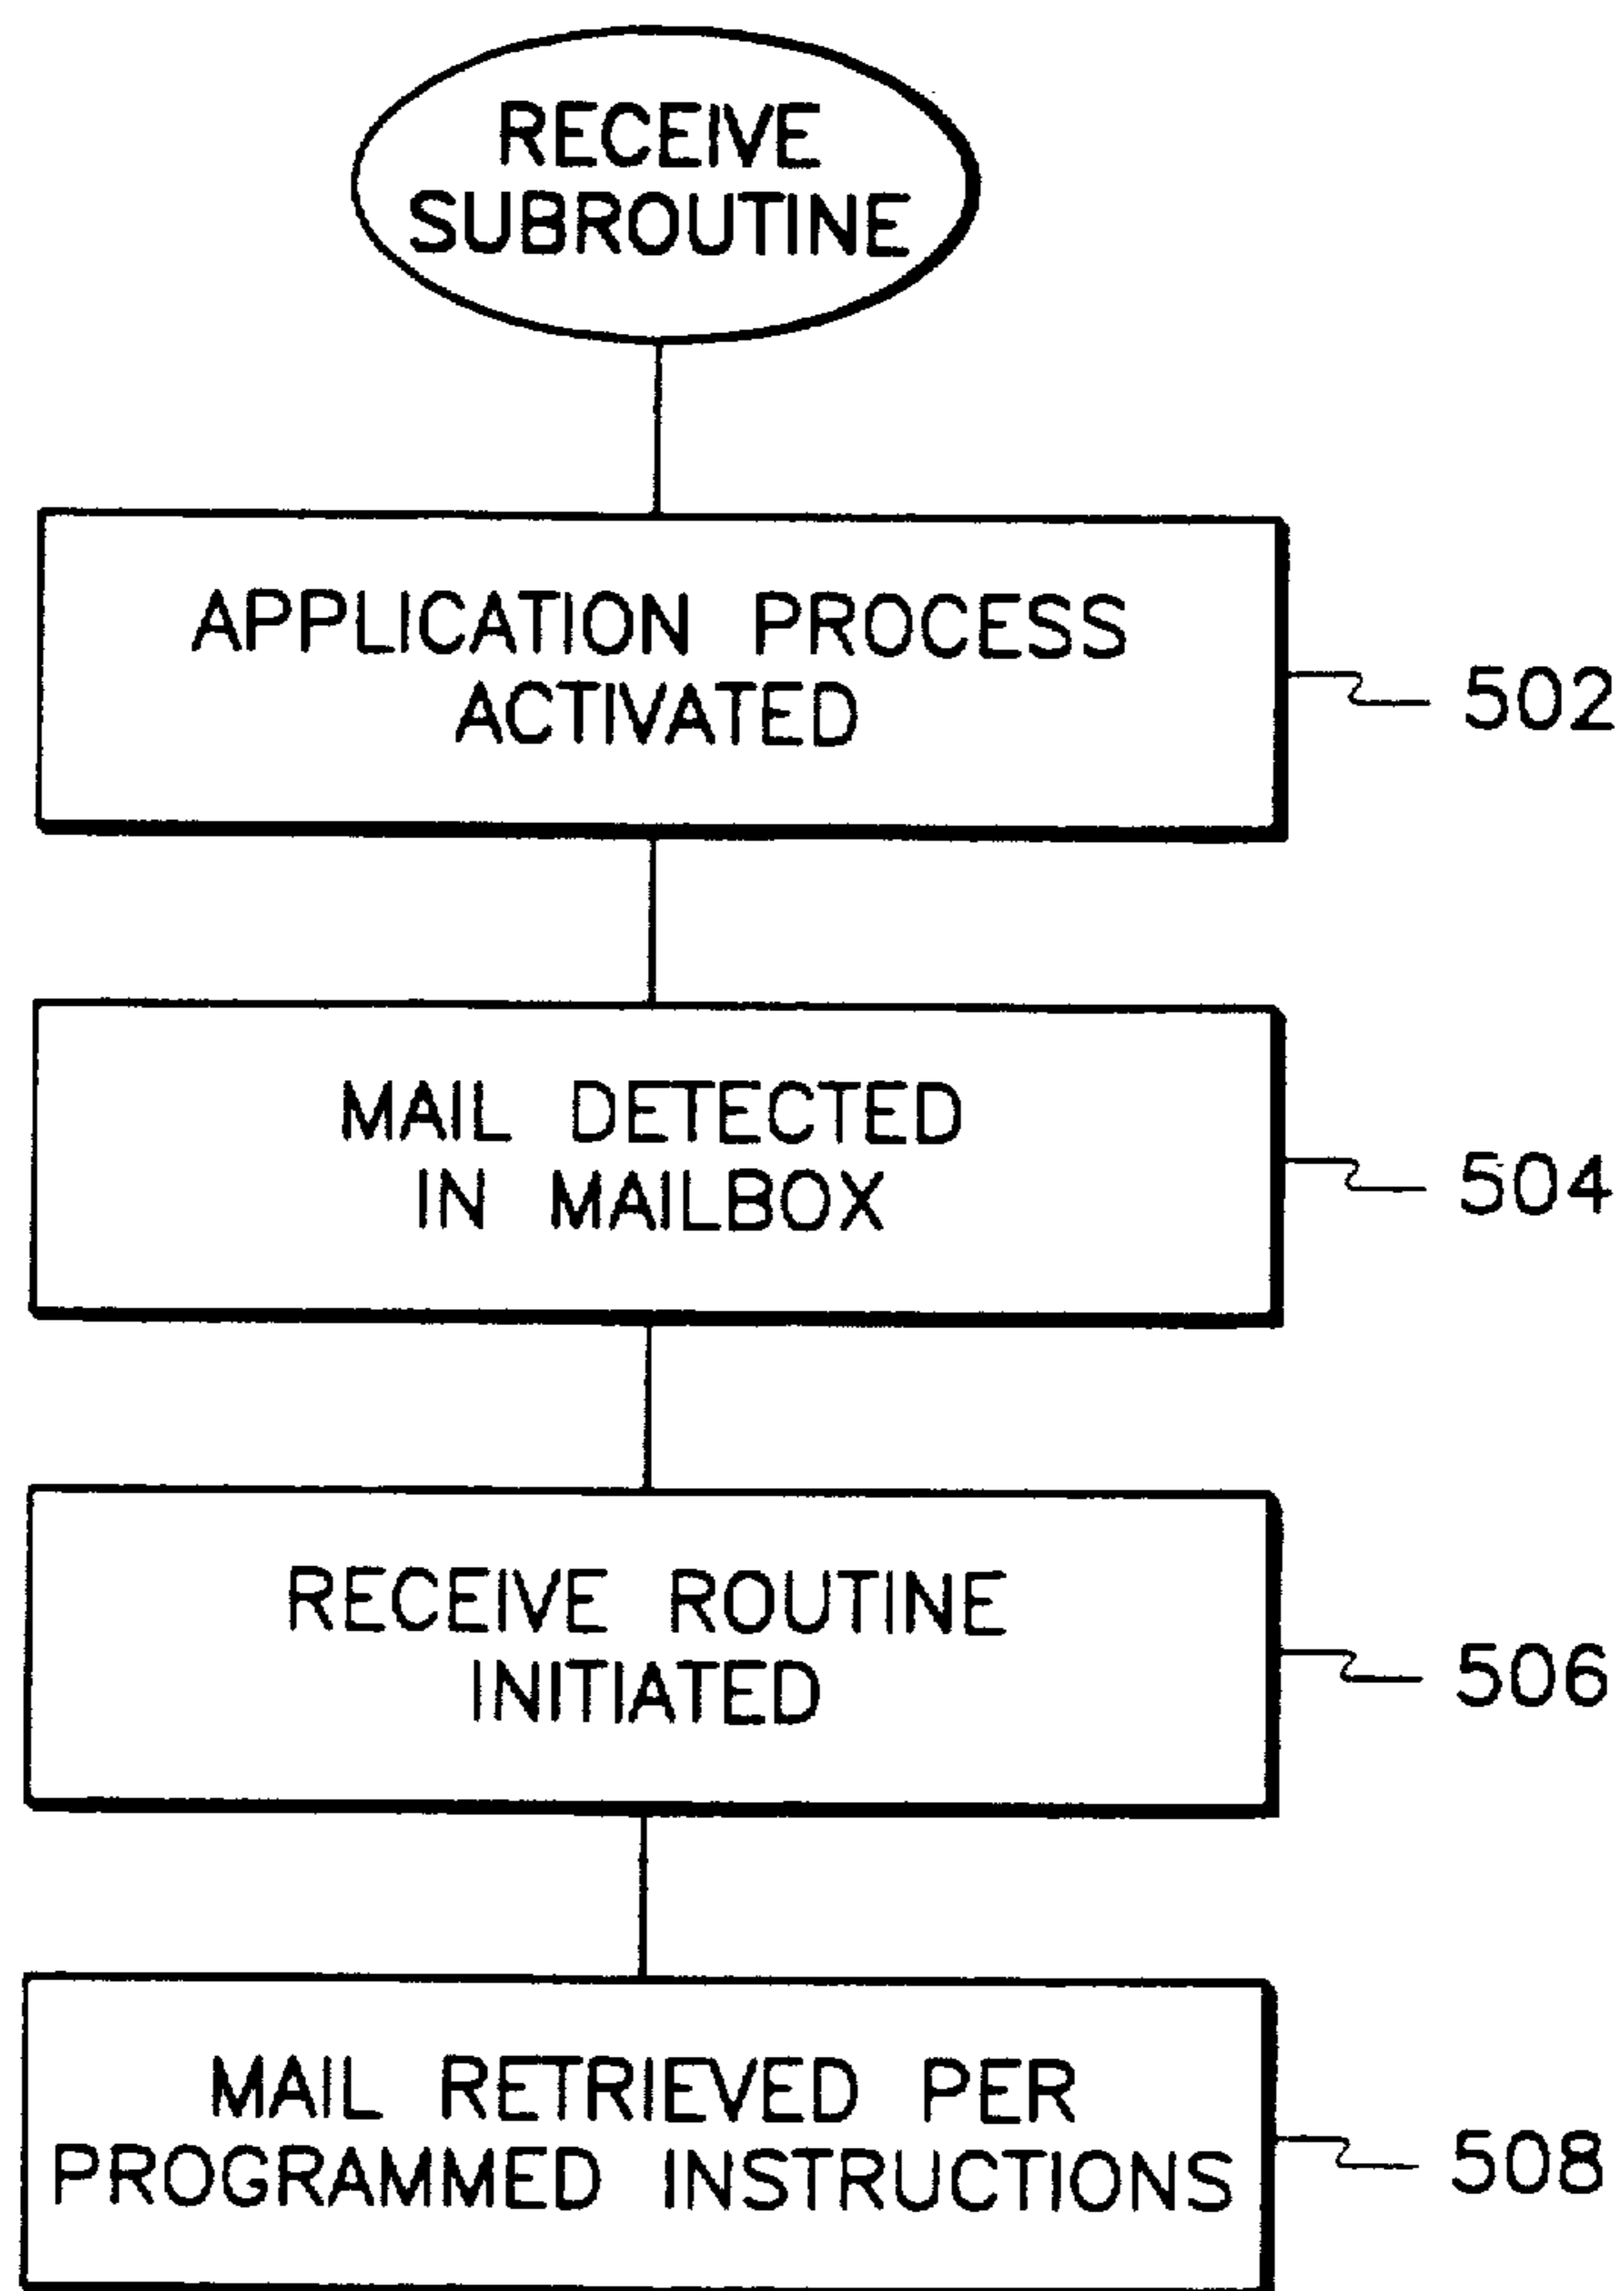 RECEIVE
SUBROUTINE
APPLICATION PROCESS
ACTIVATED
502
MAIL DETECTED
IN MAILBOX
504
RECEIVE ROUTINE
INITIATED
506
MAIL RETRIEVED PER
PROGRAMMED INSTRUCTIONS
508